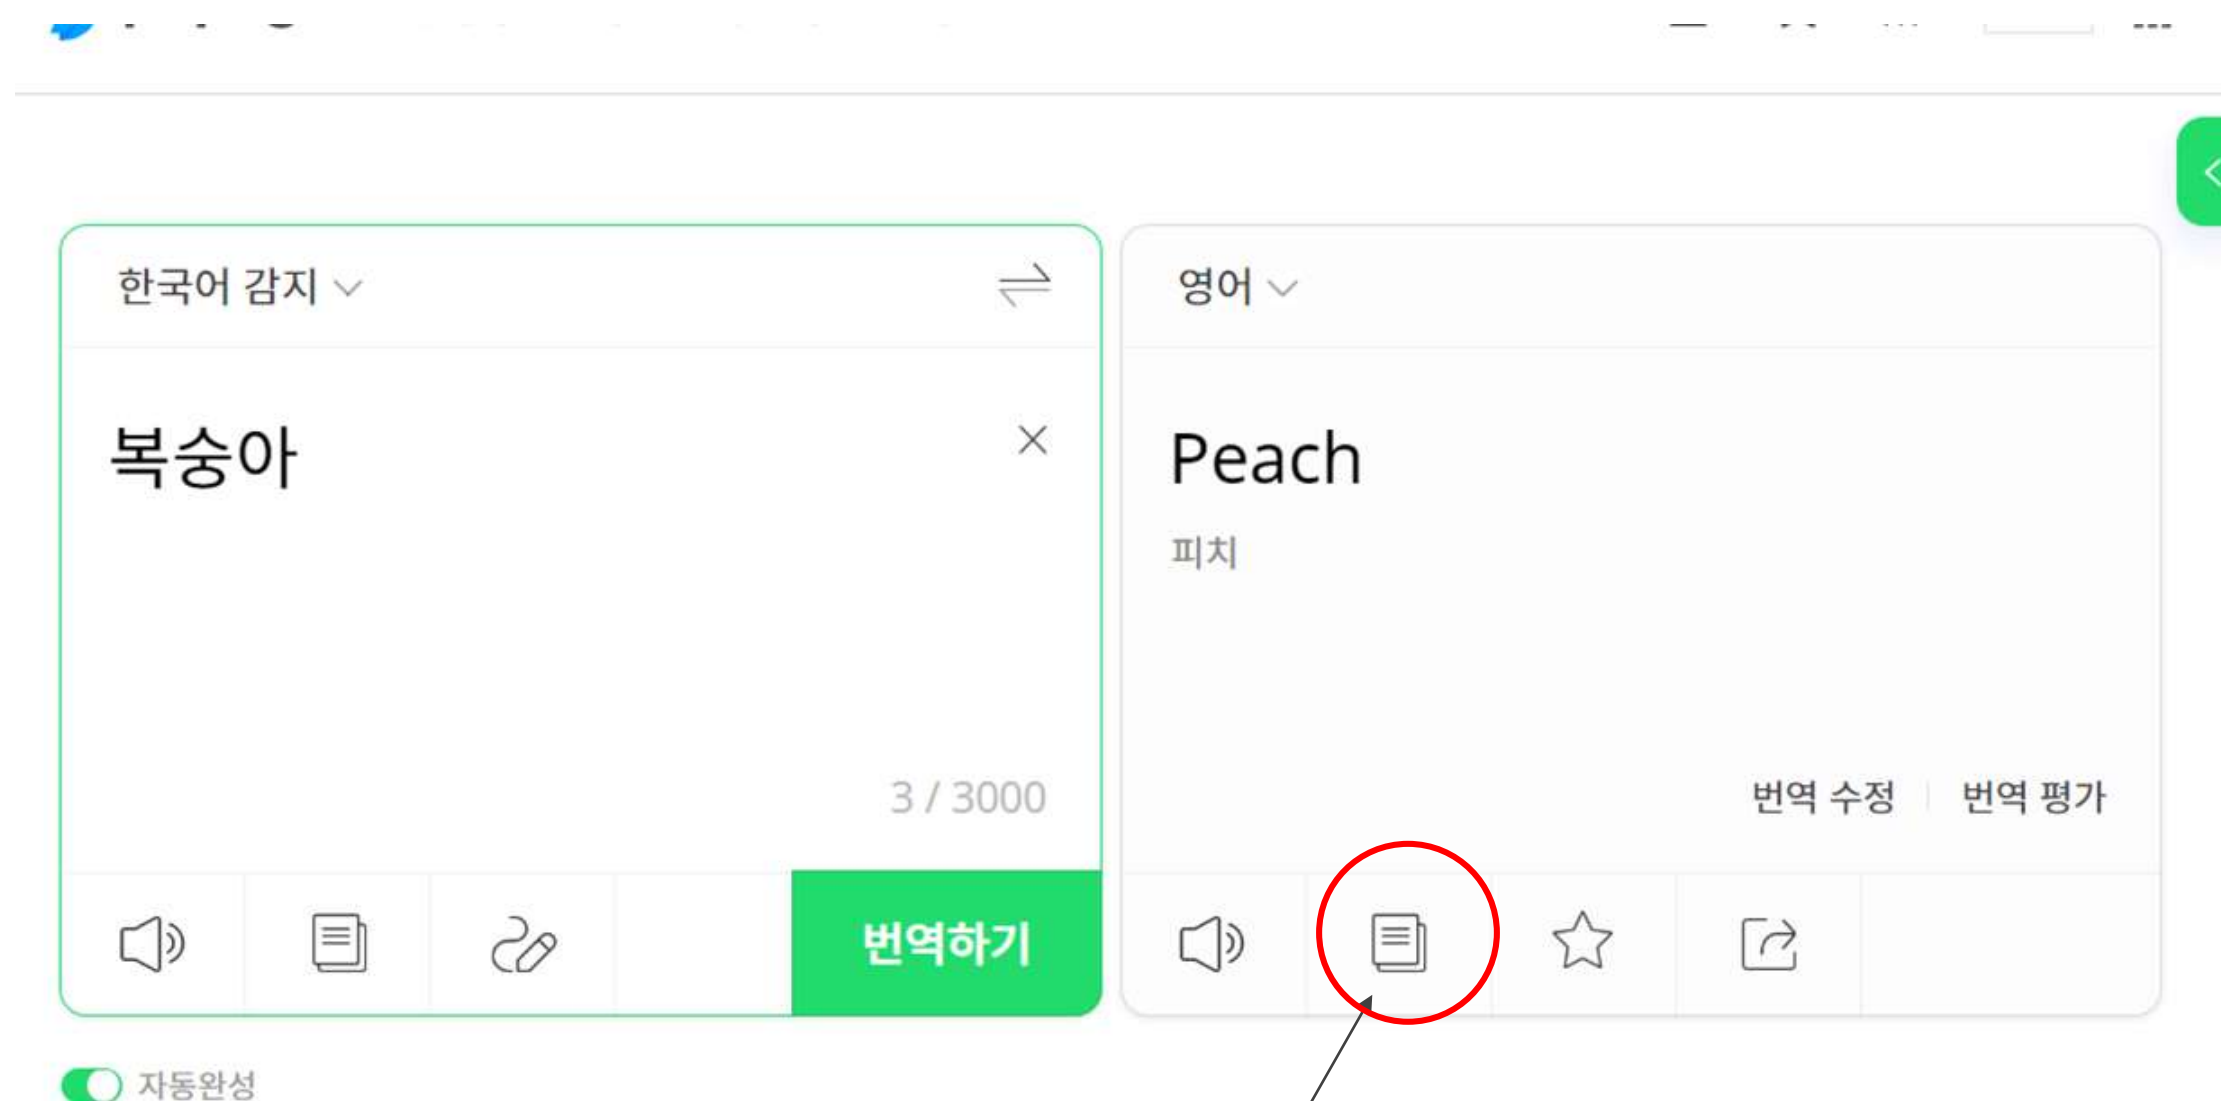 한국어 감지
영어
복숭아
Peach
피치
3 / 3000
번역 수정
번역 평가
번역하기
자동완성